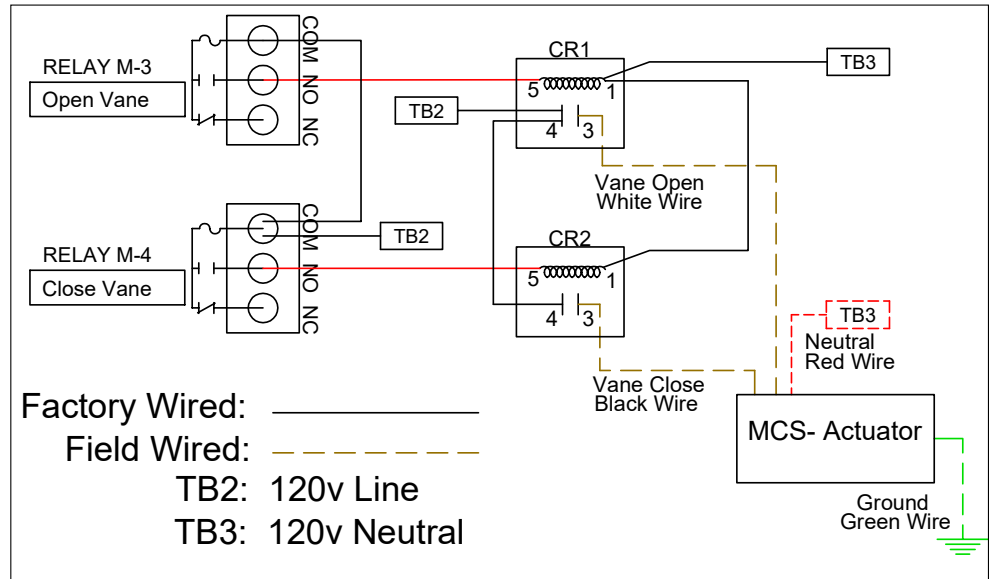 RELAY M-3
Open Vane
COM
NO
NC
CR1
5
1
4
3
TB2
TB3
Vane Open
White Wire
RELAY M-4
Close Vane
COM
NO
NC
TB2
CR2
5
1
4
3
Vane Close
Black Wire
TB3
Neutral
Red Wire
MCS- Actuator
Ground
Green Wire
Factory Wired:
Field Wired:
TB2: 120v Line
TB3: 120v Neutral